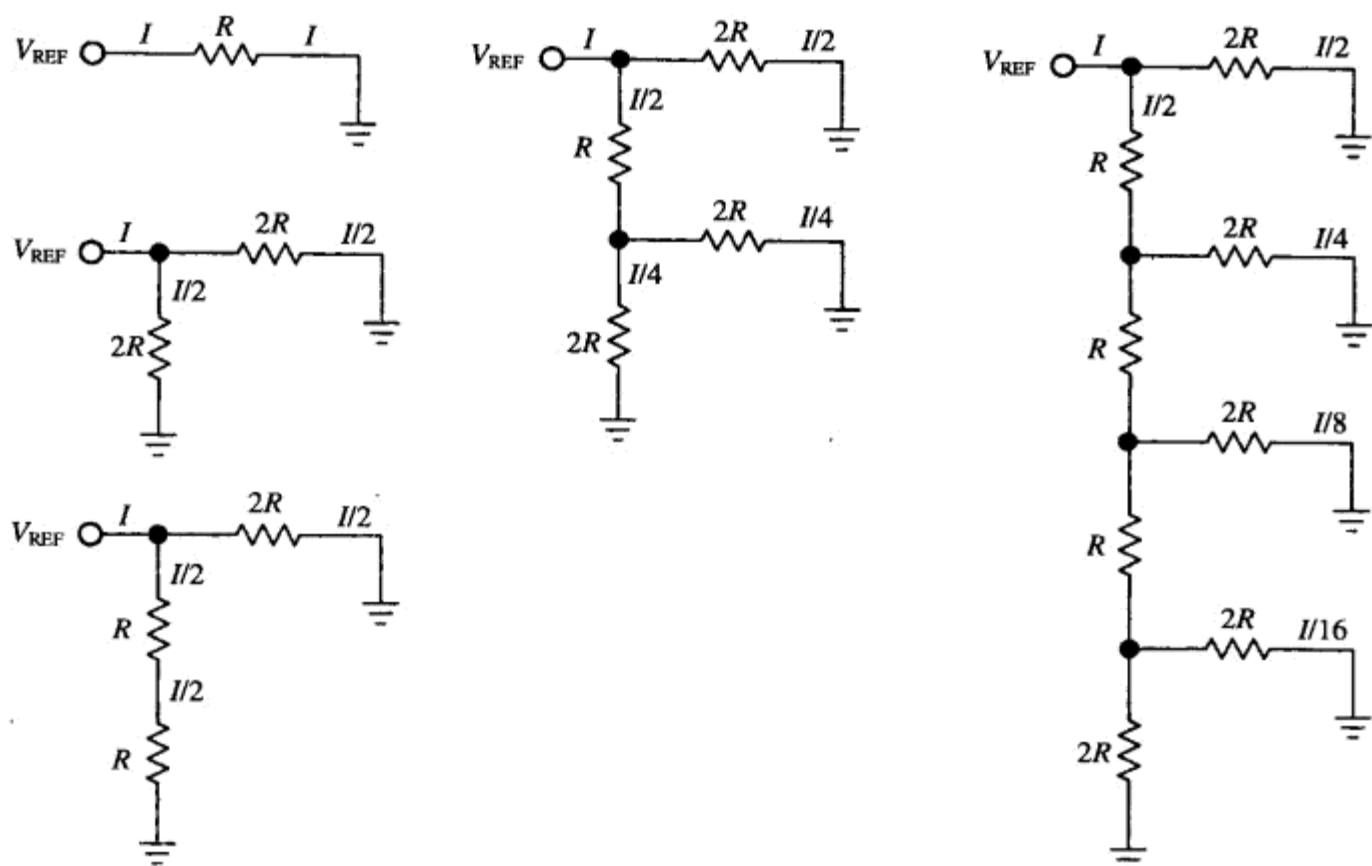 V_REF I R I
V_REF I 2R I/2
I/2
2R
V_REF I 2R I/2
I/2
R
I/2
R
V_REF I 2R I/2
I/2
R
2R I/4
I/4
2R
V_REF I 2R I/2
I/2
R
2R I/4
R
2R I/8
R
2R I/16
2R